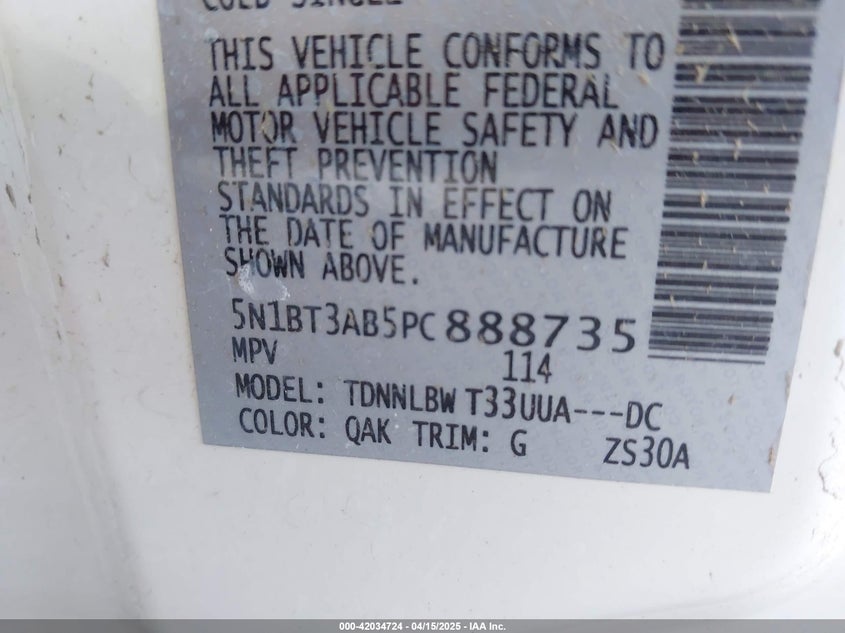 COLD SINGLE
THIS VEHICLE CONFORMS TO
ALL APPLICABLE FEDERAL
MOTOR VEHICLE SAFETY AND
THEFT PREVENTION
STANDARDS IN EFFECT ON
THE DATE OF MANUFACTURE
SHOWN ABOVE.
5N1BT3AB5PC888735
MPV 114
MODEL: TDNNLBW T33UUA---DC
COLOR: QAK TRIM: G ZS30A
000-42034724 - 04/15/2025 - IAA Inc.